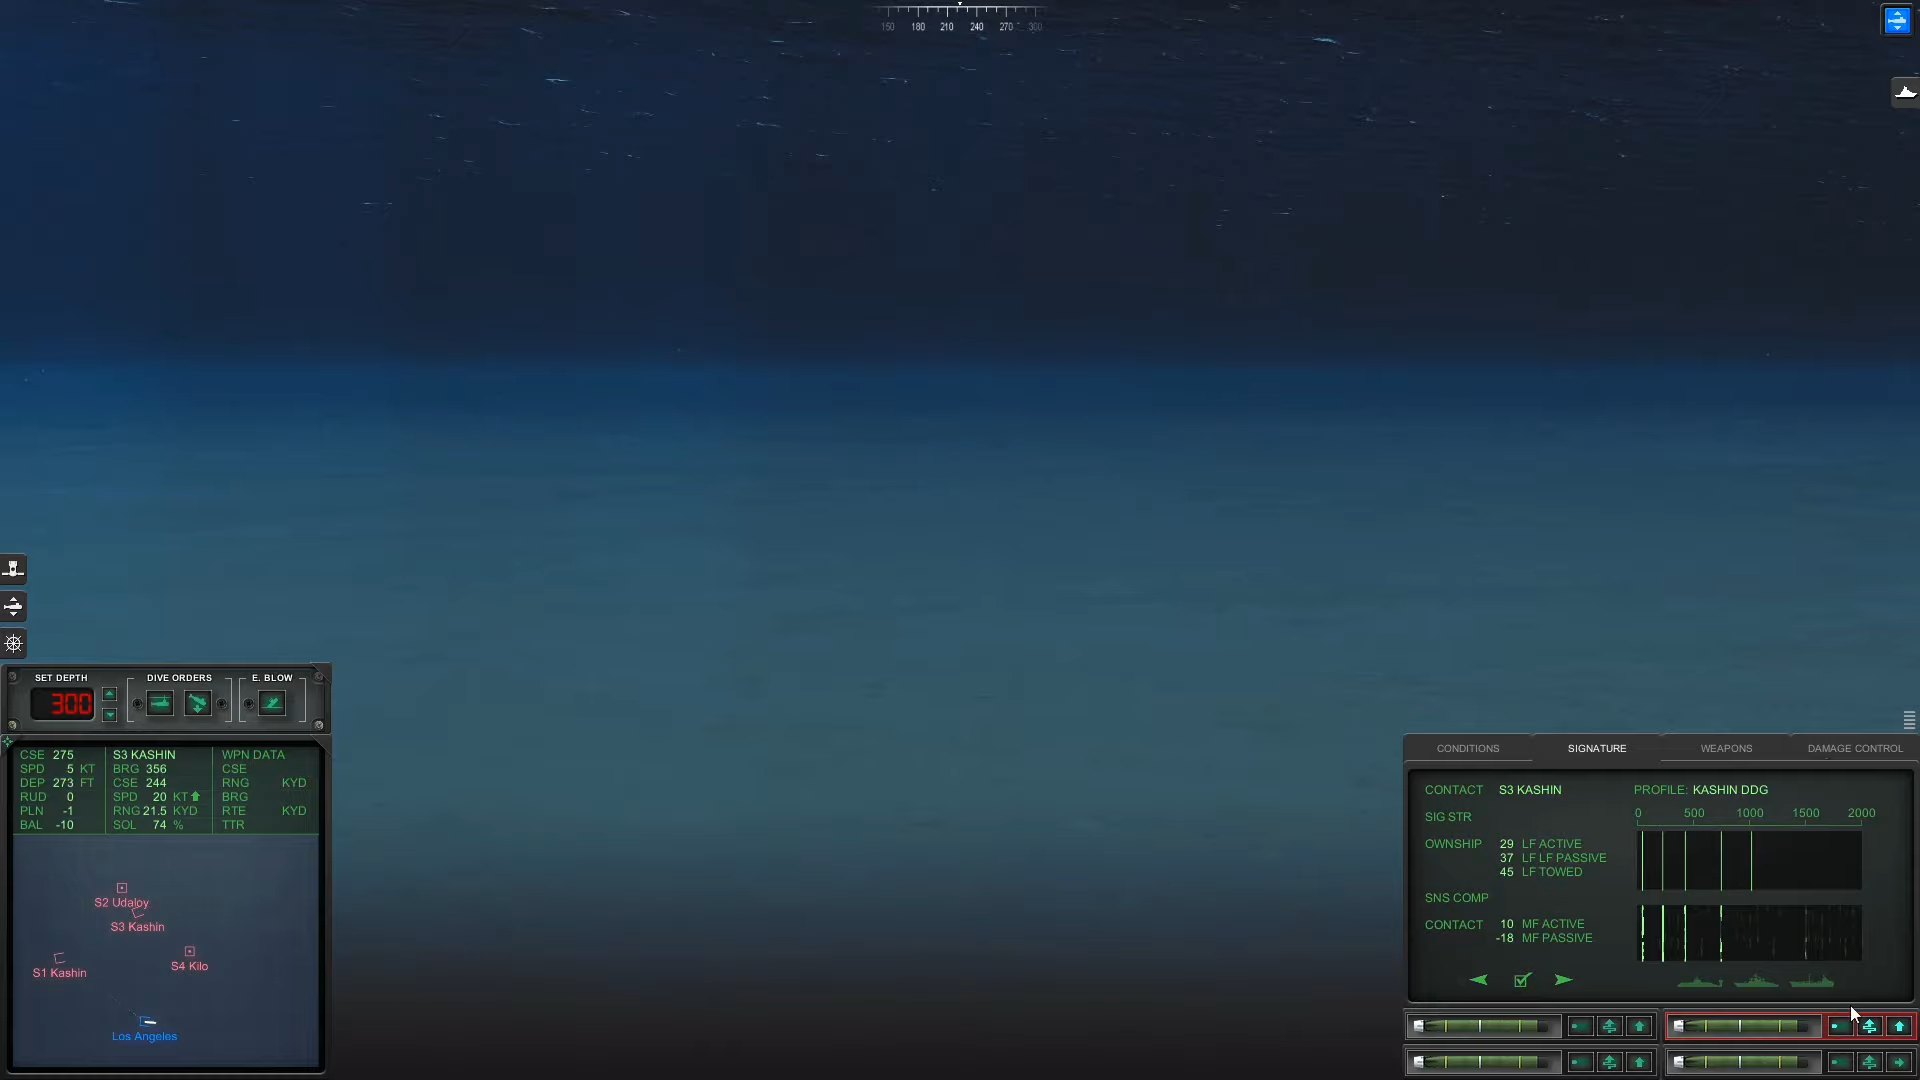 150 180 210 240 270 300
SET DEPTH
DIVE ORDERS
E. BLOW
300
CSE 275
SPD 5 KT
DEP 273 FT
RUD 0
PLN -1
BAL -10
S3 KASHIN
BRG 356
CSE 244
SPD 20 KT
RNG 21.5 KYD
SOL 74 %
WPN DATA
CSE
RNG KYD
BRG
RTE KYD
TTR
S2 Udaloy
S3 Kashin
S1 Kashin
S4 Kilo
Los Angeles
CONDITIONS SIGNATURE WEAPONS DAMAGE CONTROL
CONTACT S3 KASHIN
SIG STR
OWNSHIP 29 LF ACTIVE
37 LF LF PASSIVE
45 LF TOWED
SNS COMP
CONTACT 10 MF ACTIVE
-18 MF PASSIVE
PROFILE: KASHIN DDG
0 500 1000 1500 2000